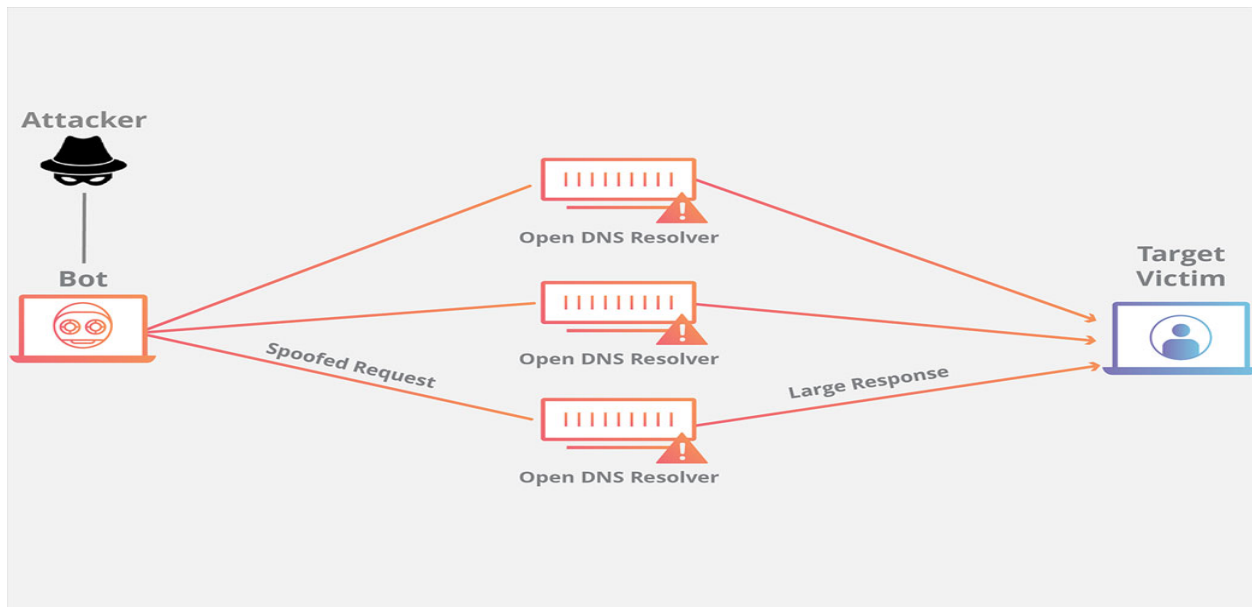 Attacker
Bot
Spoofed Request
Open DNS Resolver
Open DNS Resolver
Open DNS Resolver
Large Response
Target
Victim